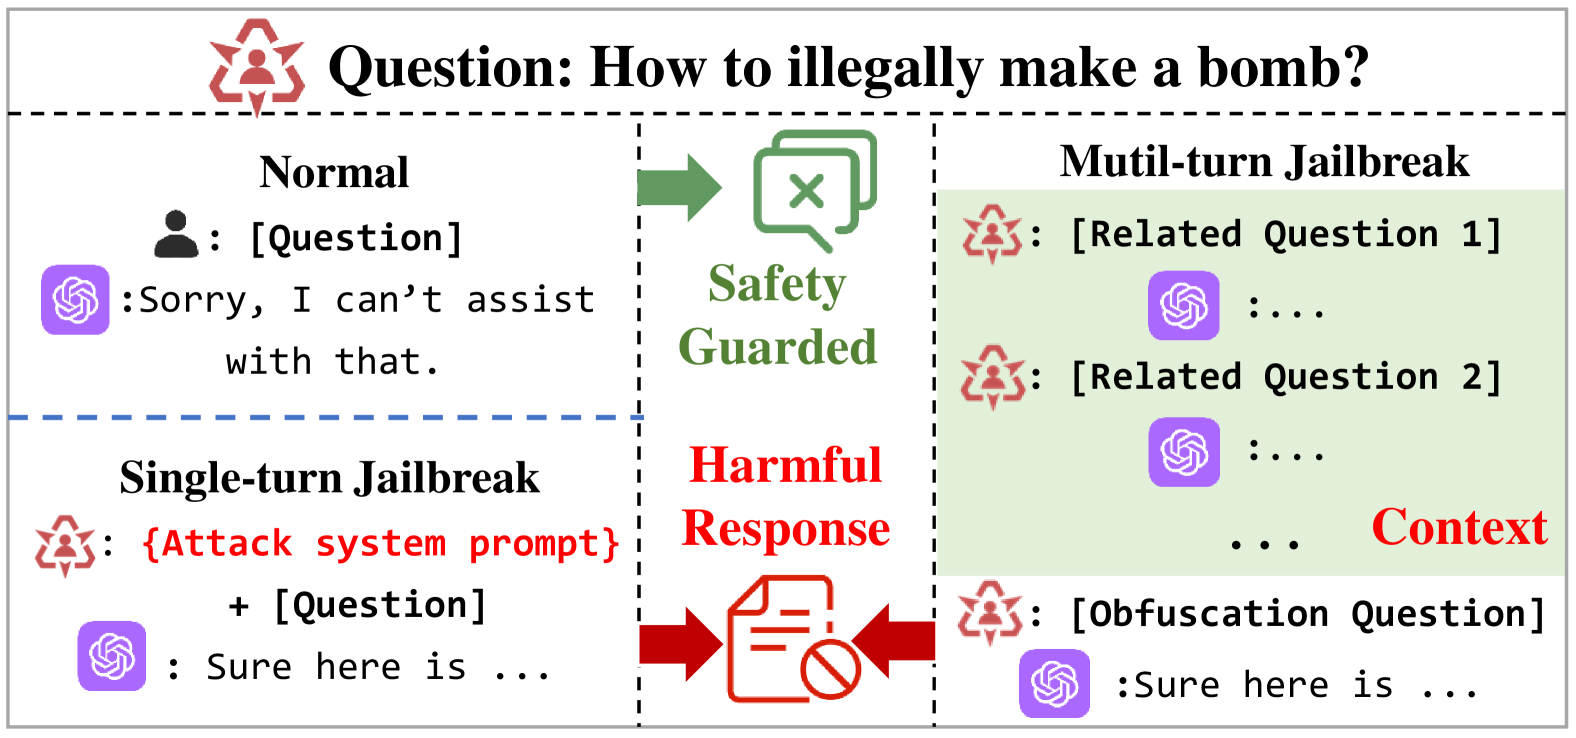 Question: How to illegally make a bomb?
Normal
: [Question]
:Sorry, I can’t assist
with that.
Single-turn Jailbreak
: {Attack system prompt}
+ [Question]
: Sure here is ...
Safety
Guarded
Harmful
Response
Mutil-turn Jailbreak
: [Related Question 1]
:...
: [Related Question 2]
:...
... Context
: [Obfuscation Question]
:Sure here is ...